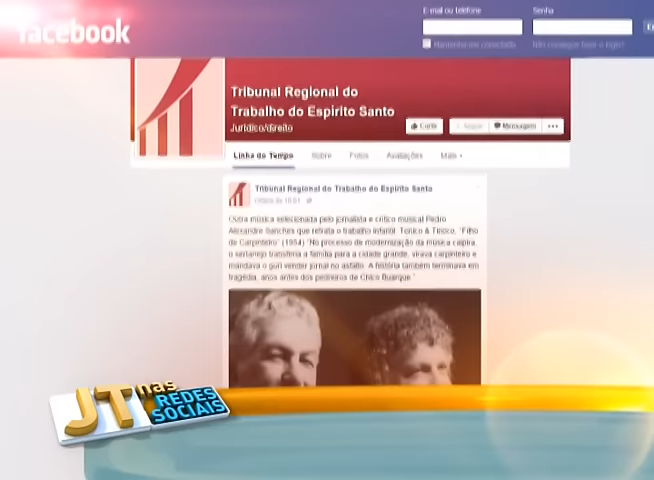 facebook
E-mail ou telefone
Senha
Mantenha-me conectado
Não consegue fazer o login?
Tribunal Regional do
Trabalho do Espírito Santo
Jurídico/direito
Curtir
Seguir
Mensagem
Linha do Tempo
Sobre
Fotos
Avaliações
Mais
Tribunal Regional do Trabalho do Espírito Santo
Outra música selecionada pelo jornalista e crítico musical Pedro
Alexandre Sanches que retrata o trabalho infantil. Tonico & Tinoco, "Filho
de Carpinteiro" (1954) "No processo de modernização da música caipira,
o sertanejo transferia a família para a cidade grande, virava carpinteiro e
mandava o guri vender jornal no asfalto. A história também terminava em
tragédia, anos antes dos pedreiros de Chico Buarque."
JT nas
REDES
SOCIAIS